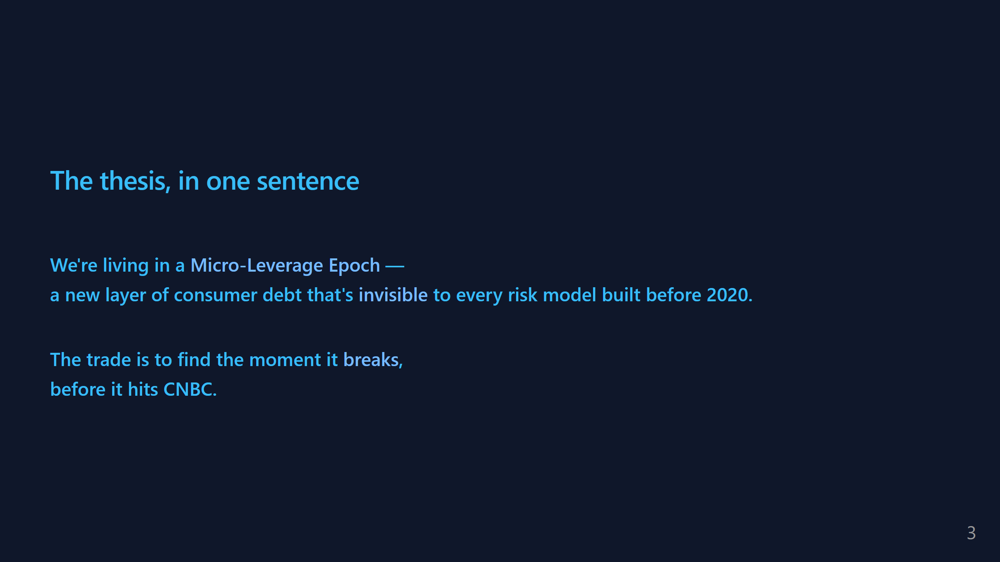 The thesis, in one sentence
We're living in a Micro-Leverage Epoch —
a new layer of consumer debt that's invisible to every risk model built before 2020.
The trade is to find the moment it breaks,
before it hits CNBC.
3